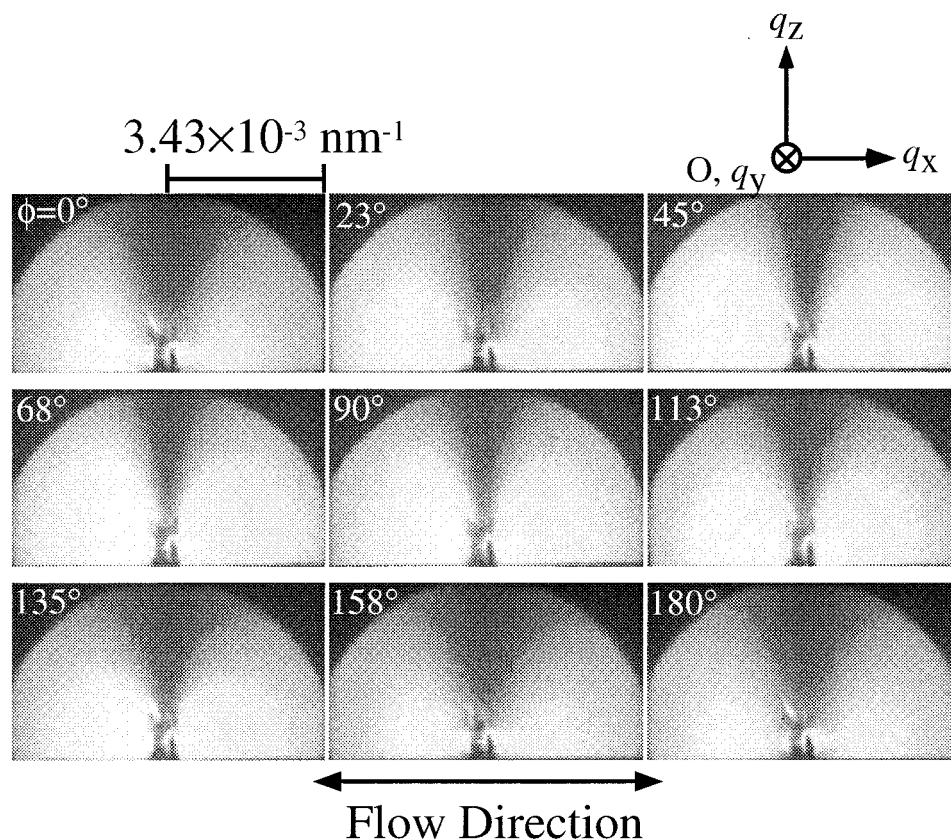 q_z
3.43×10⁻³ nm⁻¹
O, q_y
q_x
ϕ=0°
23°
45°
68°
90°
113°
135°
158°
180°
Flow Direction